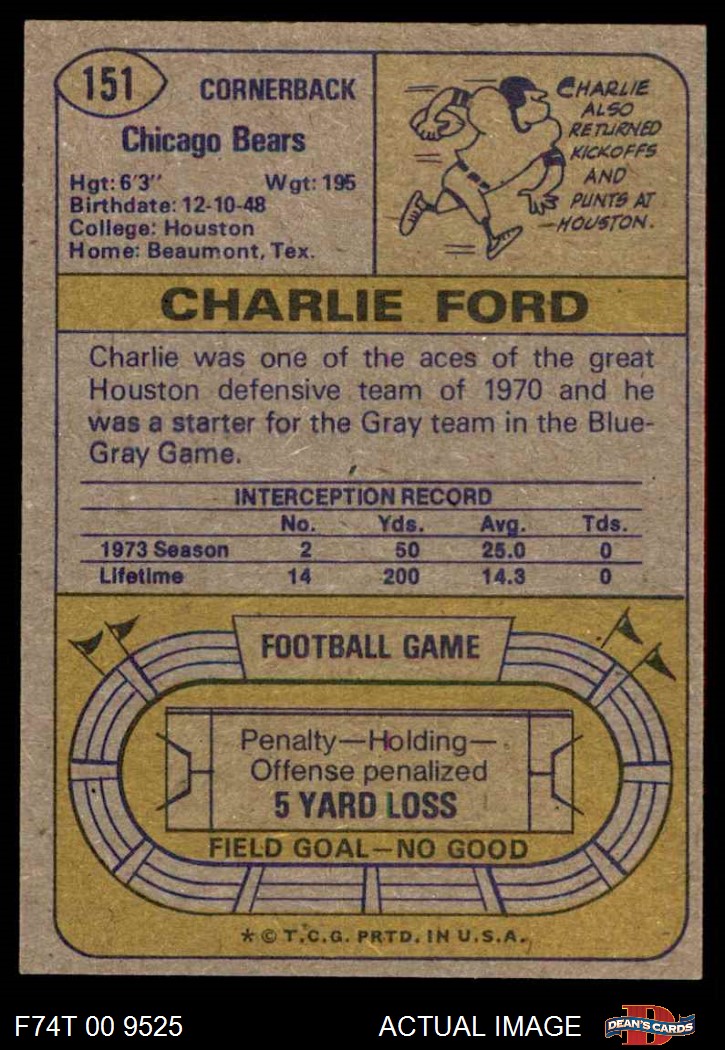 151
CORNERBACK
Chicago Bears
Hgt: 6'3" Wgt: 195
Birthdate: 12-10-48
College: Houston
Home: Beaumont, Tex.
CHARLIE
ALSO
RETURNED
KICKOFFS
AND
PUNTS AT
HOUSTON.
CHARLIE FORD
Charlie was one of the aces of the great
Houston defensive team of 1970 and he
was a starter for the Gray team in the Blue-
Gray Game.
INTERCEPTION RECORD
No. Yds. Avg. Tds.
1973 Season 2 50 25.0 0
Lifetime 14 200 14.3 0
FOOTBALL GAME
Penalty—Holding—
Offense penalized
5 YARD LOSS
FIELD GOAL—NO GOOD
* © T.C.G. PRTD. IN U.S.A.
F74T 00 9525 ACTUAL IMAGE
D
DEAN'S CARDS